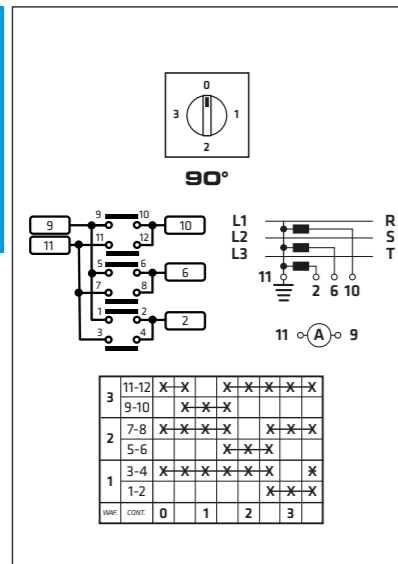 0
3 1
2
90°
9 9 10 10
11 11 12
5 6 6
7 8
1 2 2
3 4
L1 R
L2 S
L3 T
11 2 6 10
11 A 9
3 11-12 X X X X X X X
9-10 X X X
2 7-8 X X X X X X X
5-6 X X X
1 3-4 X X X X X X X
1-2 X X X
WAF. CONT. 0 1 2 3